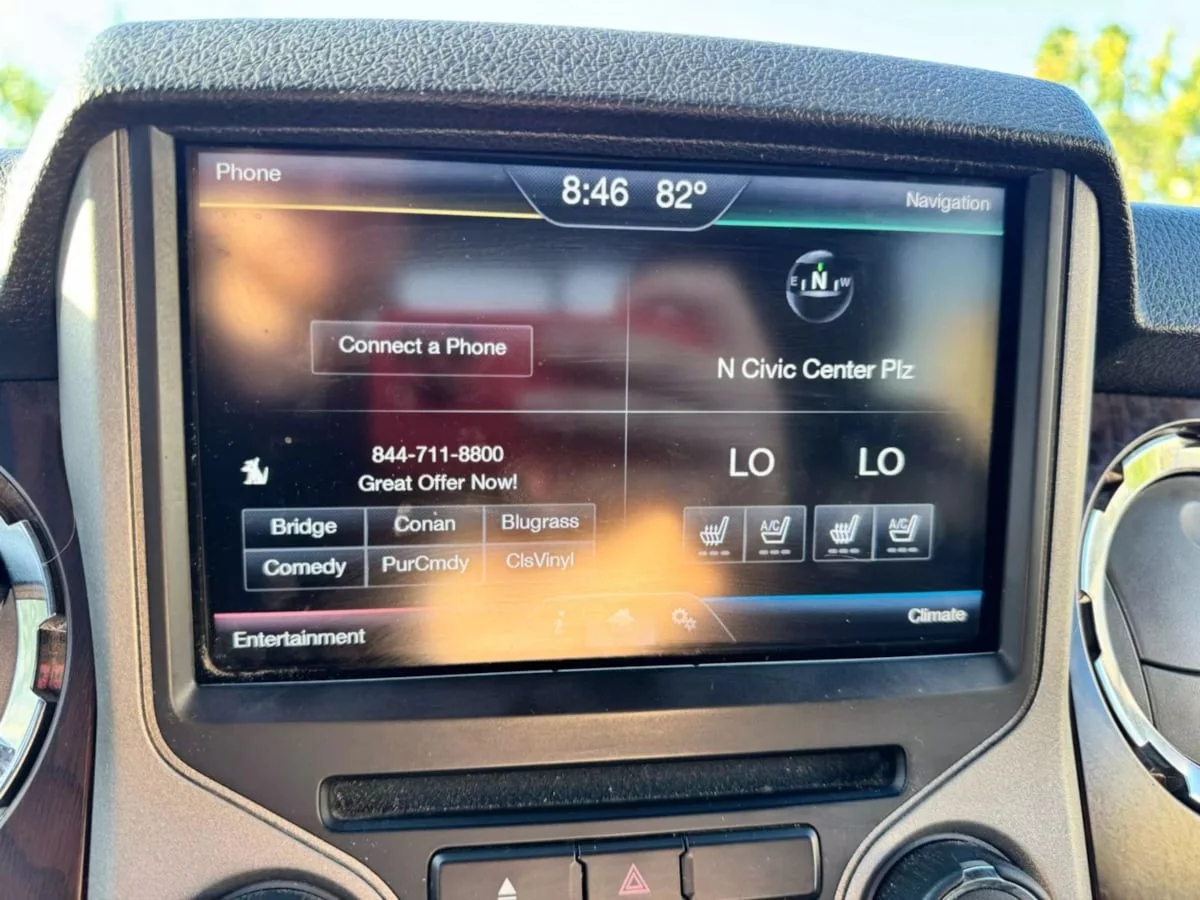 Phone
8:46 82°
Navigation
E N W
Connect a Phone
N Civic Center Plz
844-711-8800
Great Offer Now!
LO LO
Bridge Conan Blugrass
Comedy PurCmdy ClsVinyl
A/C A/C
i
Entertainment
Climate